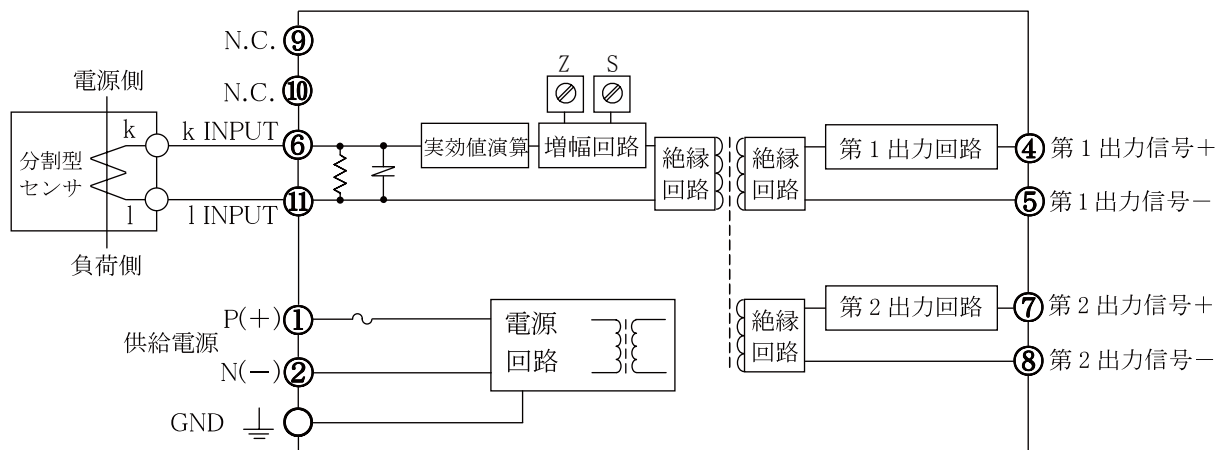 N.C. ⑨
N.C. ⑩
電源側
Z S
k
k INPUT ⑥
実効値演算
増幅回路
分割型
センサ
絶縁
回路
絶縁
回路
第1出力回路
④ 第1出力信号+
l
l INPUT ⑪
⑤ 第1出力信号−
負荷側
P(+) ①
供給電源
N(−) ②
電源
回路
絶縁
回路
第2出力回路
⑦ 第2出力信号+
⑧ 第2出力信号−
GND